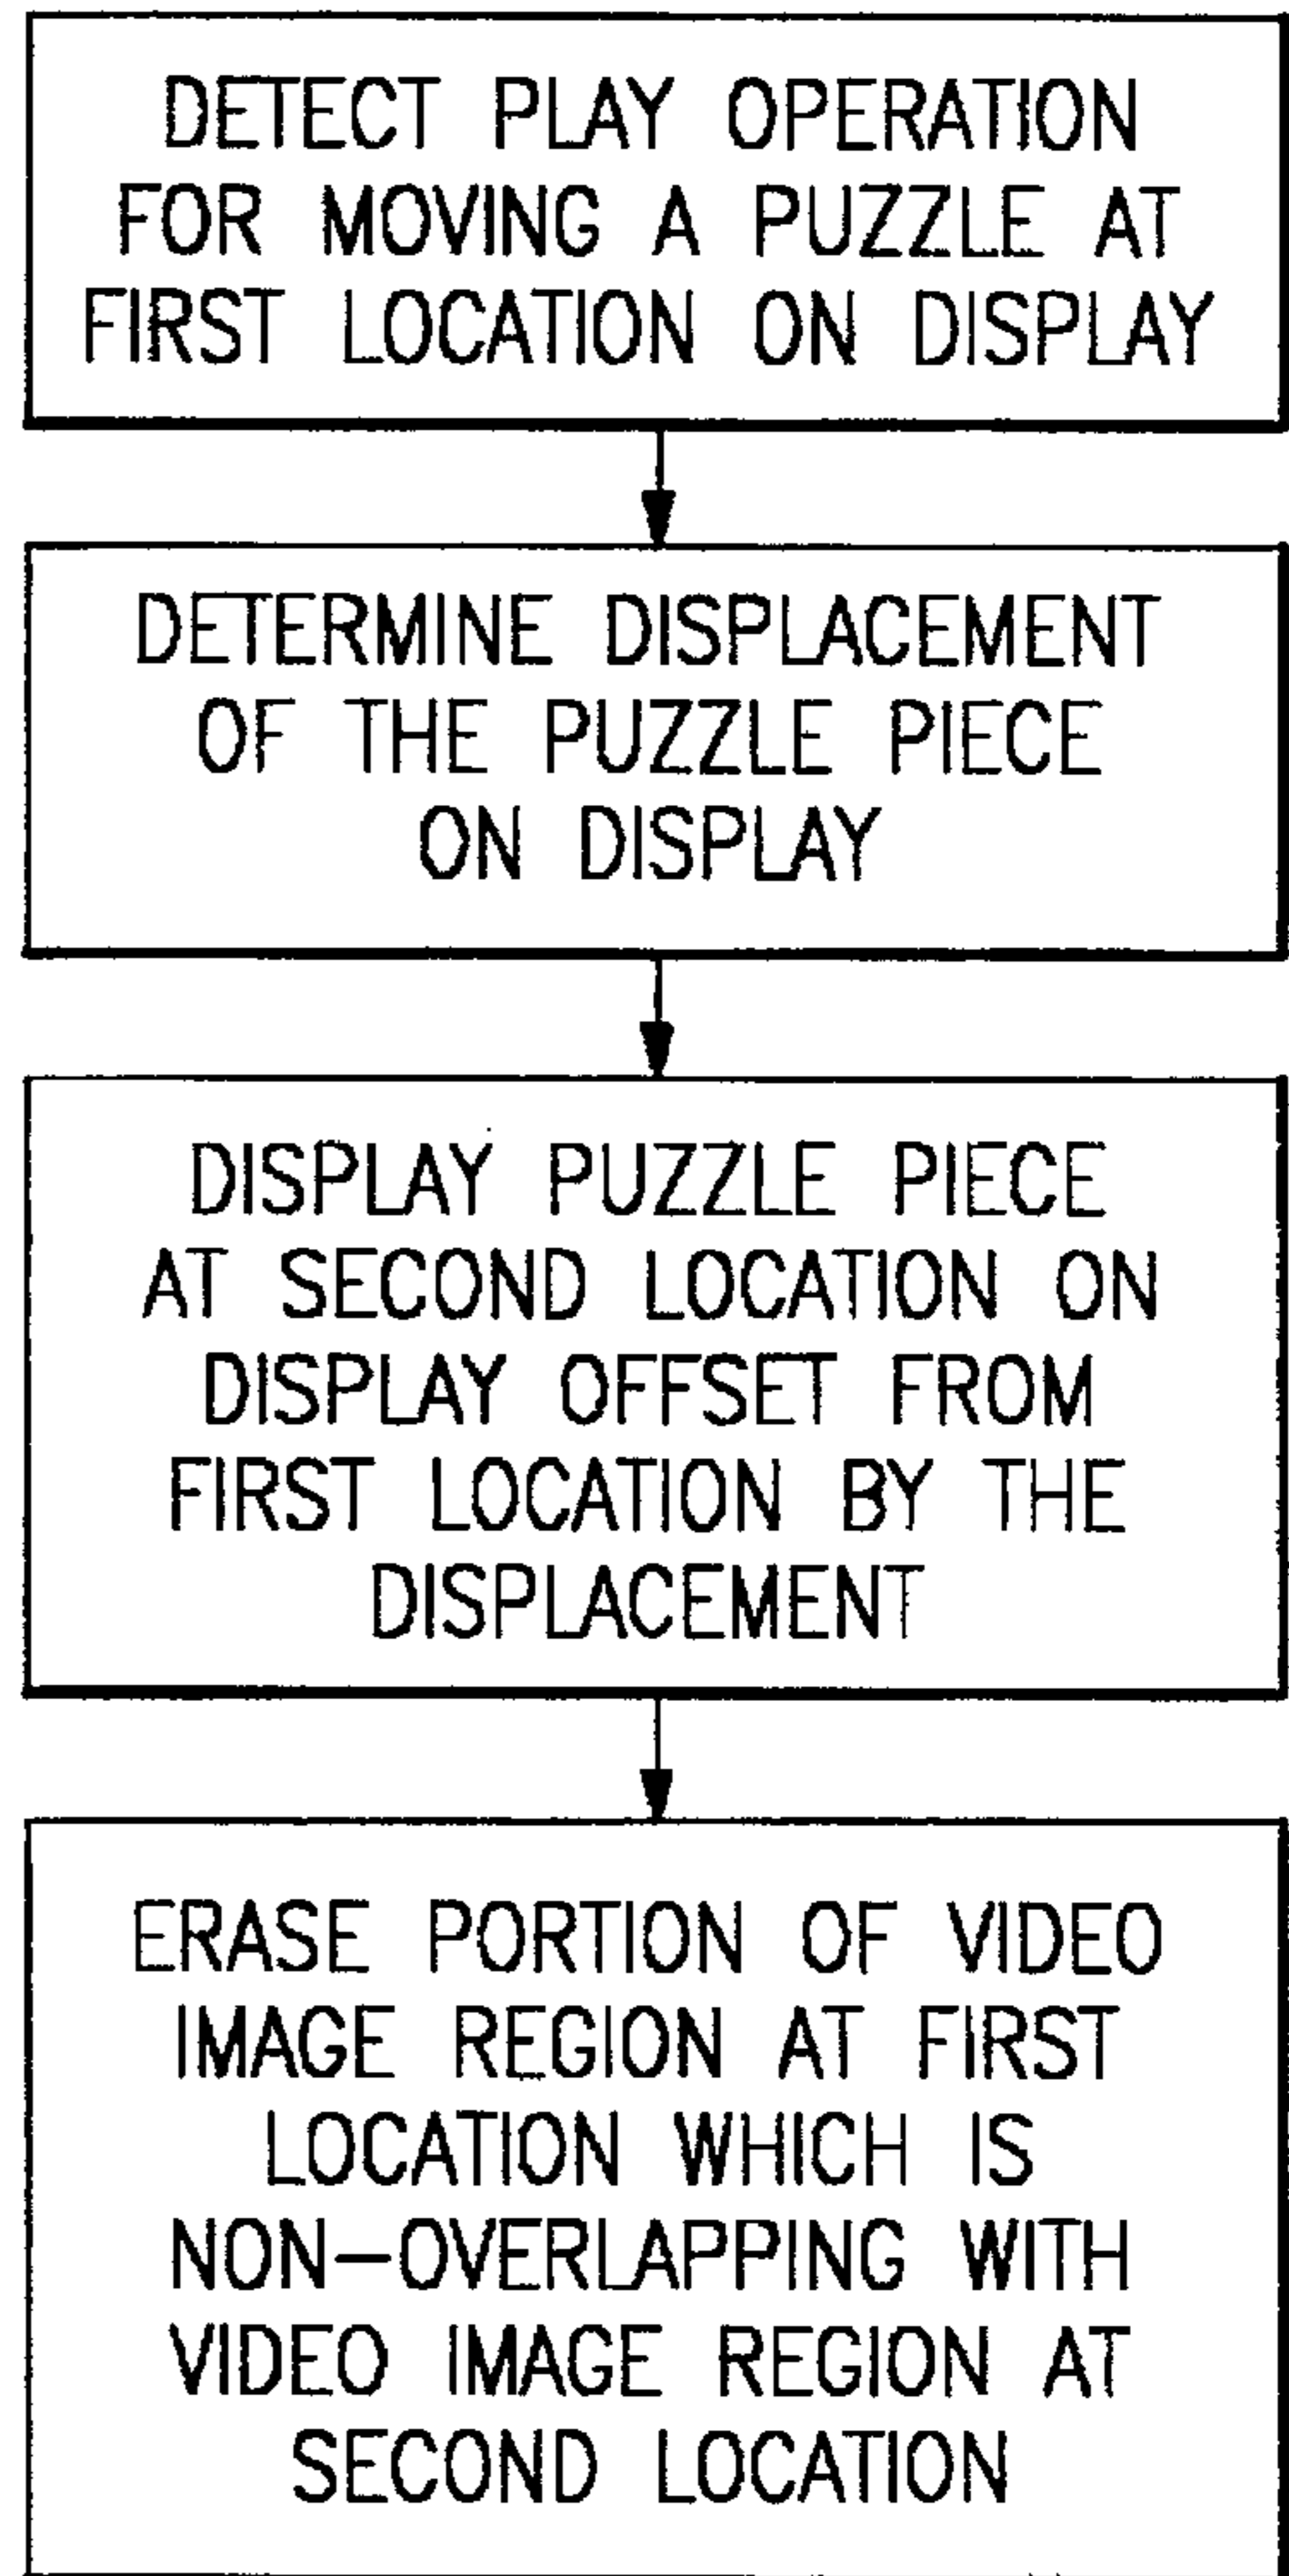 DETECT PLAY OPERATION
FOR MOVING A PUZZLE AT
FIRST LOCATION ON DISPLAY
DETERMINE DISPLACEMENT
OF THE PUZZLE PIECE
ON DISPLAY
DISPLAY PUZZLE PIECE
AT SECOND LOCATION ON
DISPLAY OFFSET FROM
FIRST LOCATION BY THE
DISPLACEMENT
ERASE PORTION OF VIDEO
IMAGE REGION AT FIRST
LOCATION WHICH IS
NON-OVERLAPPING WITH
VIDEO IMAGE REGION AT
SECOND LOCATION